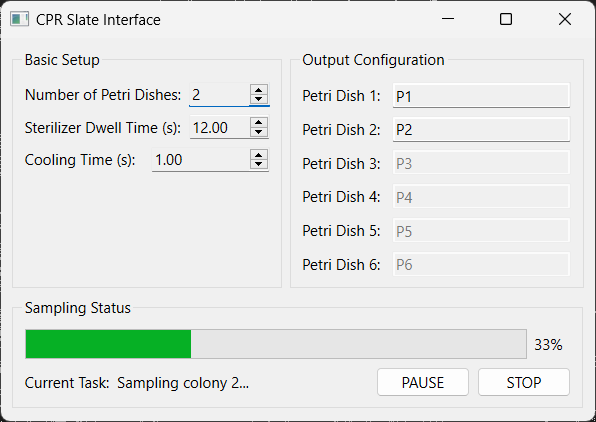 CPR Slate Interface
Basic Setup
Number of Petri Dishes: 2
Sterilizer Dwell Time (s): 12.00
Cooling Time (s): 1.00
Output Configuration
Petri Dish 1: P1
Petri Dish 2: P2
Petri Dish 3: P3
Petri Dish 4: P4
Petri Dish 5: P5
Petri Dish 6: P6
Sampling Status
33%
Current Task: Sampling colony 2...
PAUSE
STOP